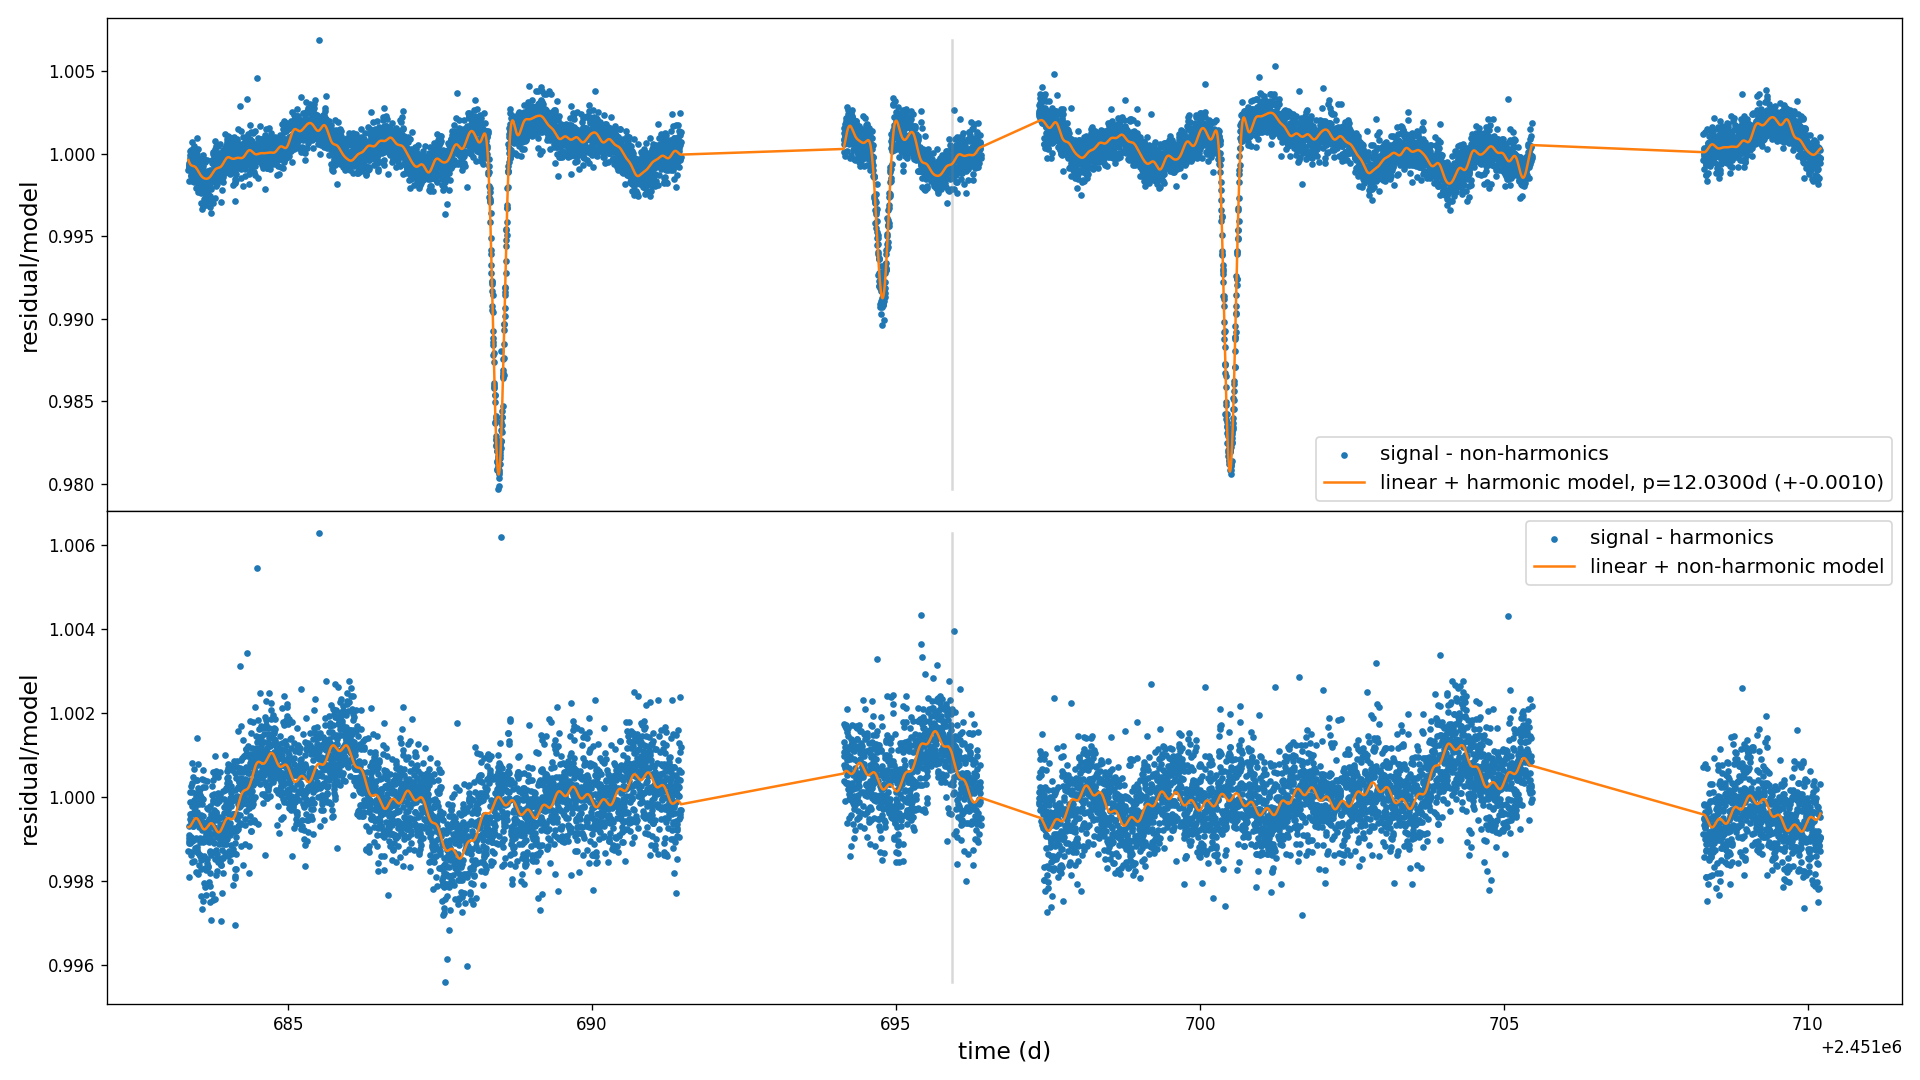 1.005
1.000
0.995
0.990
0.985
0.980
residual/model
signal - non-harmonics
linear + harmonic model, p=12.0300d (+-0.0010)
1.006
1.004
1.002
1.000
0.998
0.996
residual/model
signal - harmonics
linear + non-harmonic model
685
690
695
700
705
710
time (d)
+2.451e6